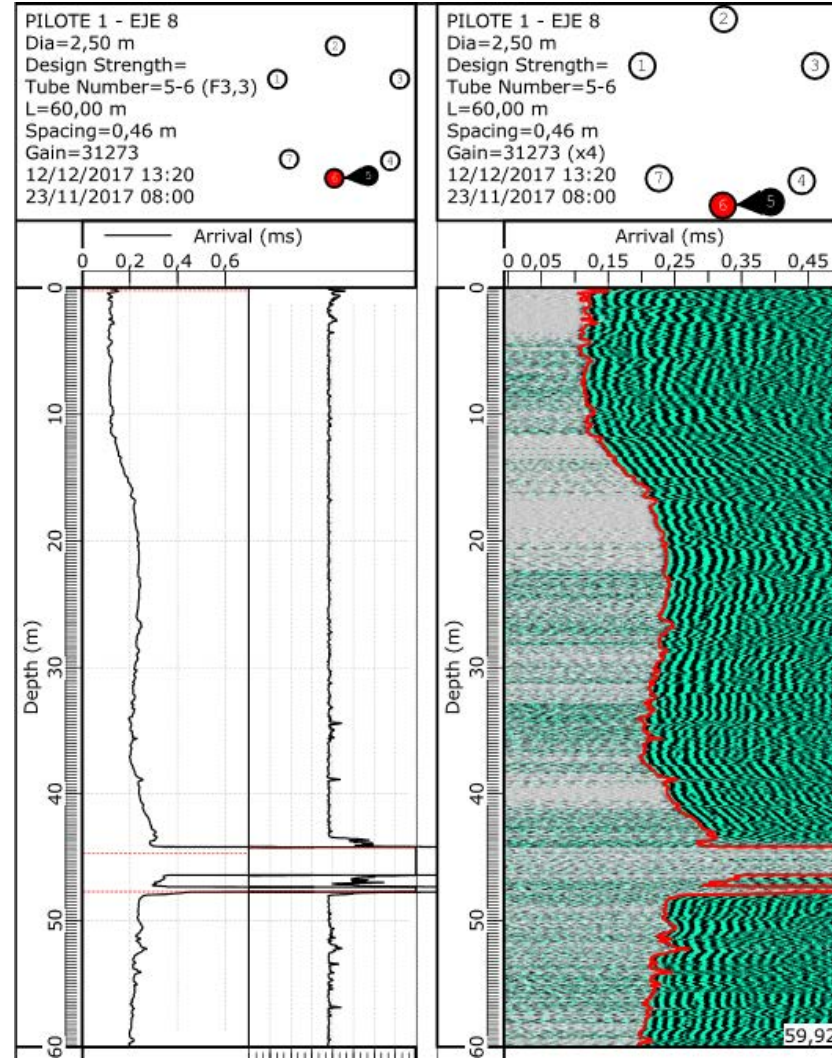 PILOTE 1 - EJE 8
Dia=2,50 m
Design Strength=
Tube Number=5-6 (F3,3)
L=60,00 m
Spacing=0,46 m
Gain=31273
12/12/2017 13:20
23/11/2017 08:00
2
1
3
7
4
6
5
Arrival (ms)
0 0,2 0,4 0,6
Depth (m)
0
10
20
30
40
50
60
PILOTE 1 - EJE 8
Dia=2,50 m
Design Strength=
Tube Number=5-6
L=60,00 m
Spacing=0,46 m
Gain=31273 (x4)
12/12/2017 13:20
23/11/2017 08:00
2
1
3
7
4
6
5
Arrival (ms)
0 0,05 0,15 0,25 0,35 0,45
Depth (m)
0
10
20
30
40
50
60
59,92